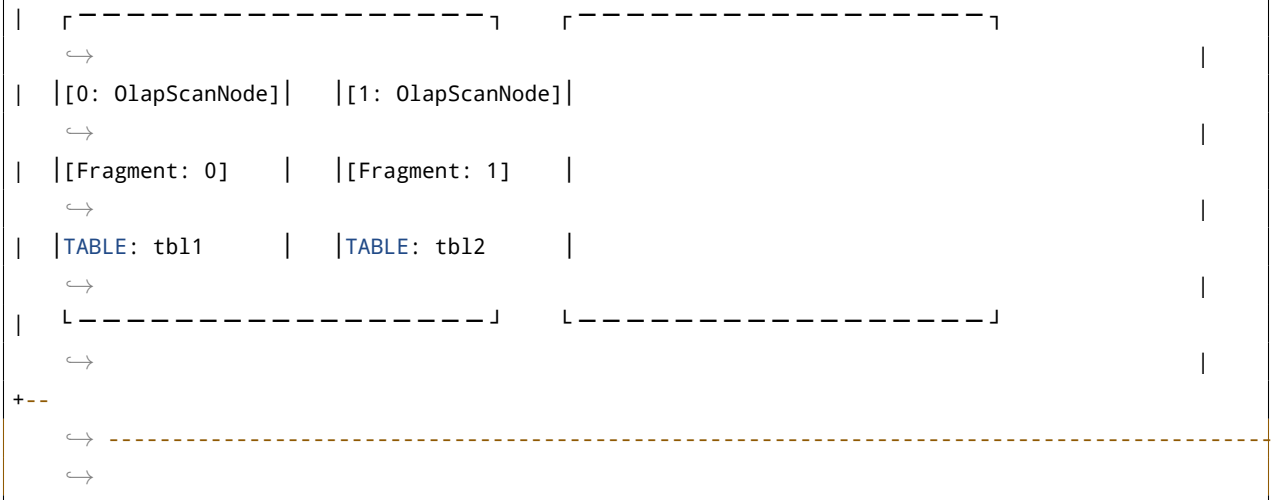 | ┌─────────────────┐ ┌─────────────────┐
↪ |
| │[0: OlapScanNode]│ │[1: OlapScanNode]│
↪ |
| │[Fragment: 0] │ │[Fragment: 1] │
↪ |
| │TABLE: tbl1 │ │TABLE: tbl2 │
↪ |
| └─────────────────┘ └─────────────────┘
↪ |
+--
↪ ------------------------------------------------------------------------------------------
↪